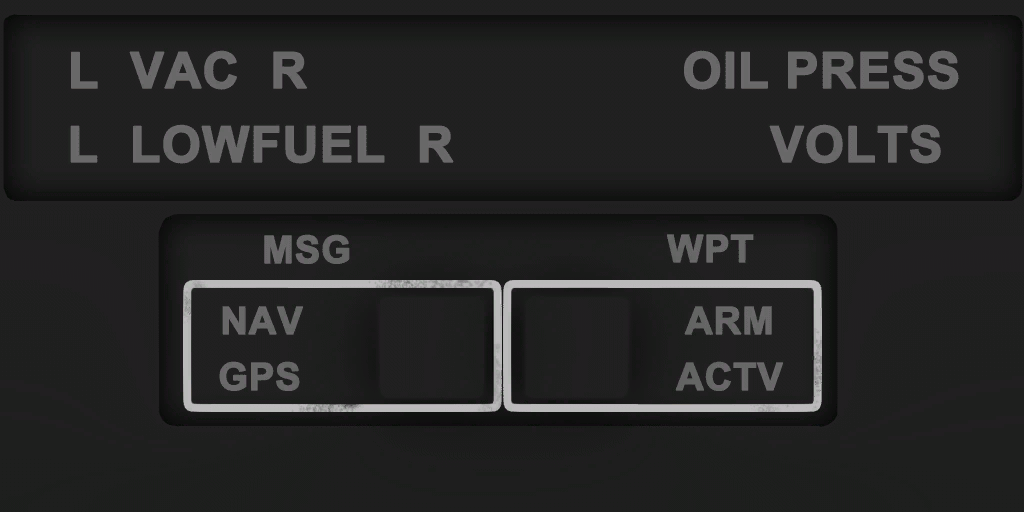 L VAC R OIL PRESS
L LOWFUEL R VOLTS
MSG WPT
NAV ARM
GPS ACTV